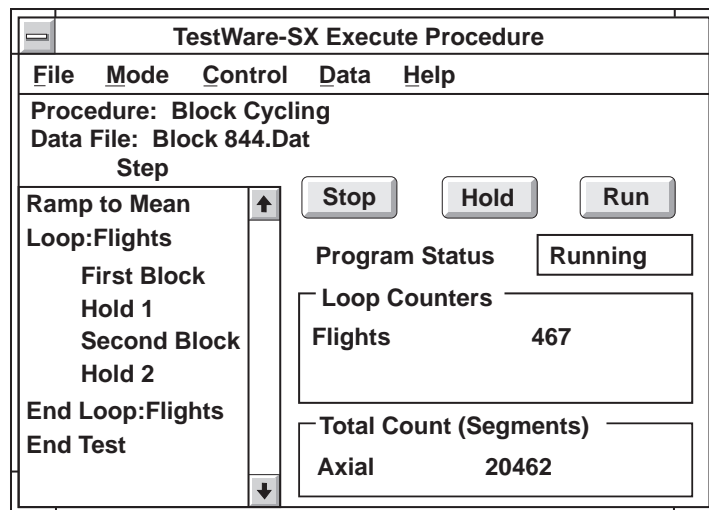 TestWare-SX Execute Procedure
File Mode Control Data Help
Procedure: Block Cycling
Data File: Block 844.Dat
Step
Ramp to Mean
Loop:Flights
First Block
Hold 1
Second Block
Hold 2
End Loop:Flights
End Test
Stop Hold Run
Program Status Running
Loop Counters
Flights 467
Total Count (Segments)
Axial 20462